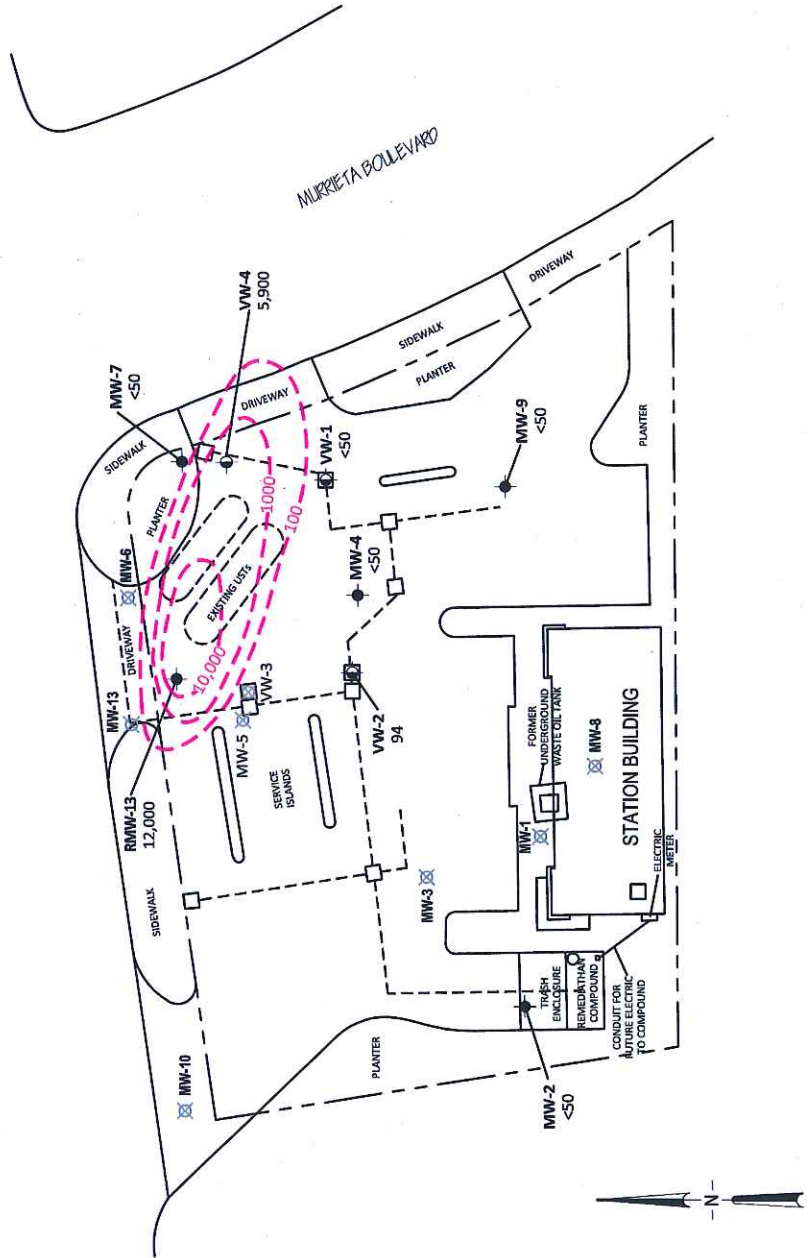 MURRIETA BOULEVARD
MW-7
<50
VW-4
5,900
SIDEWALK
PLANTER
DRIVEWAY
MW-6
DRIVEWAY
MW-13
EXISTING USTs
10,000
1000
100
VW-1
<50
SIDEWALK
PLANTER
DRIVEWAY
MW-9
<50
MW-4
<50
VW-3
MW-5
VW-2
94
RMW-13
12,000
SERVICE
ISLANDS
SIDEWALK
PLANTER
FORMER
UNDERGROUND
WASTE OIL TANK
MW-8
MW-1
STATION BUILDING
ELECTRIC
METER
MW-3
TRASH
ENCLOSURE
REMEDIATHAN
COMPOUND
CONDUIT FOR
FUTURE ELECTRIC
TO COMPOUND
MW-10
PLANTER
MW-2
<50
N